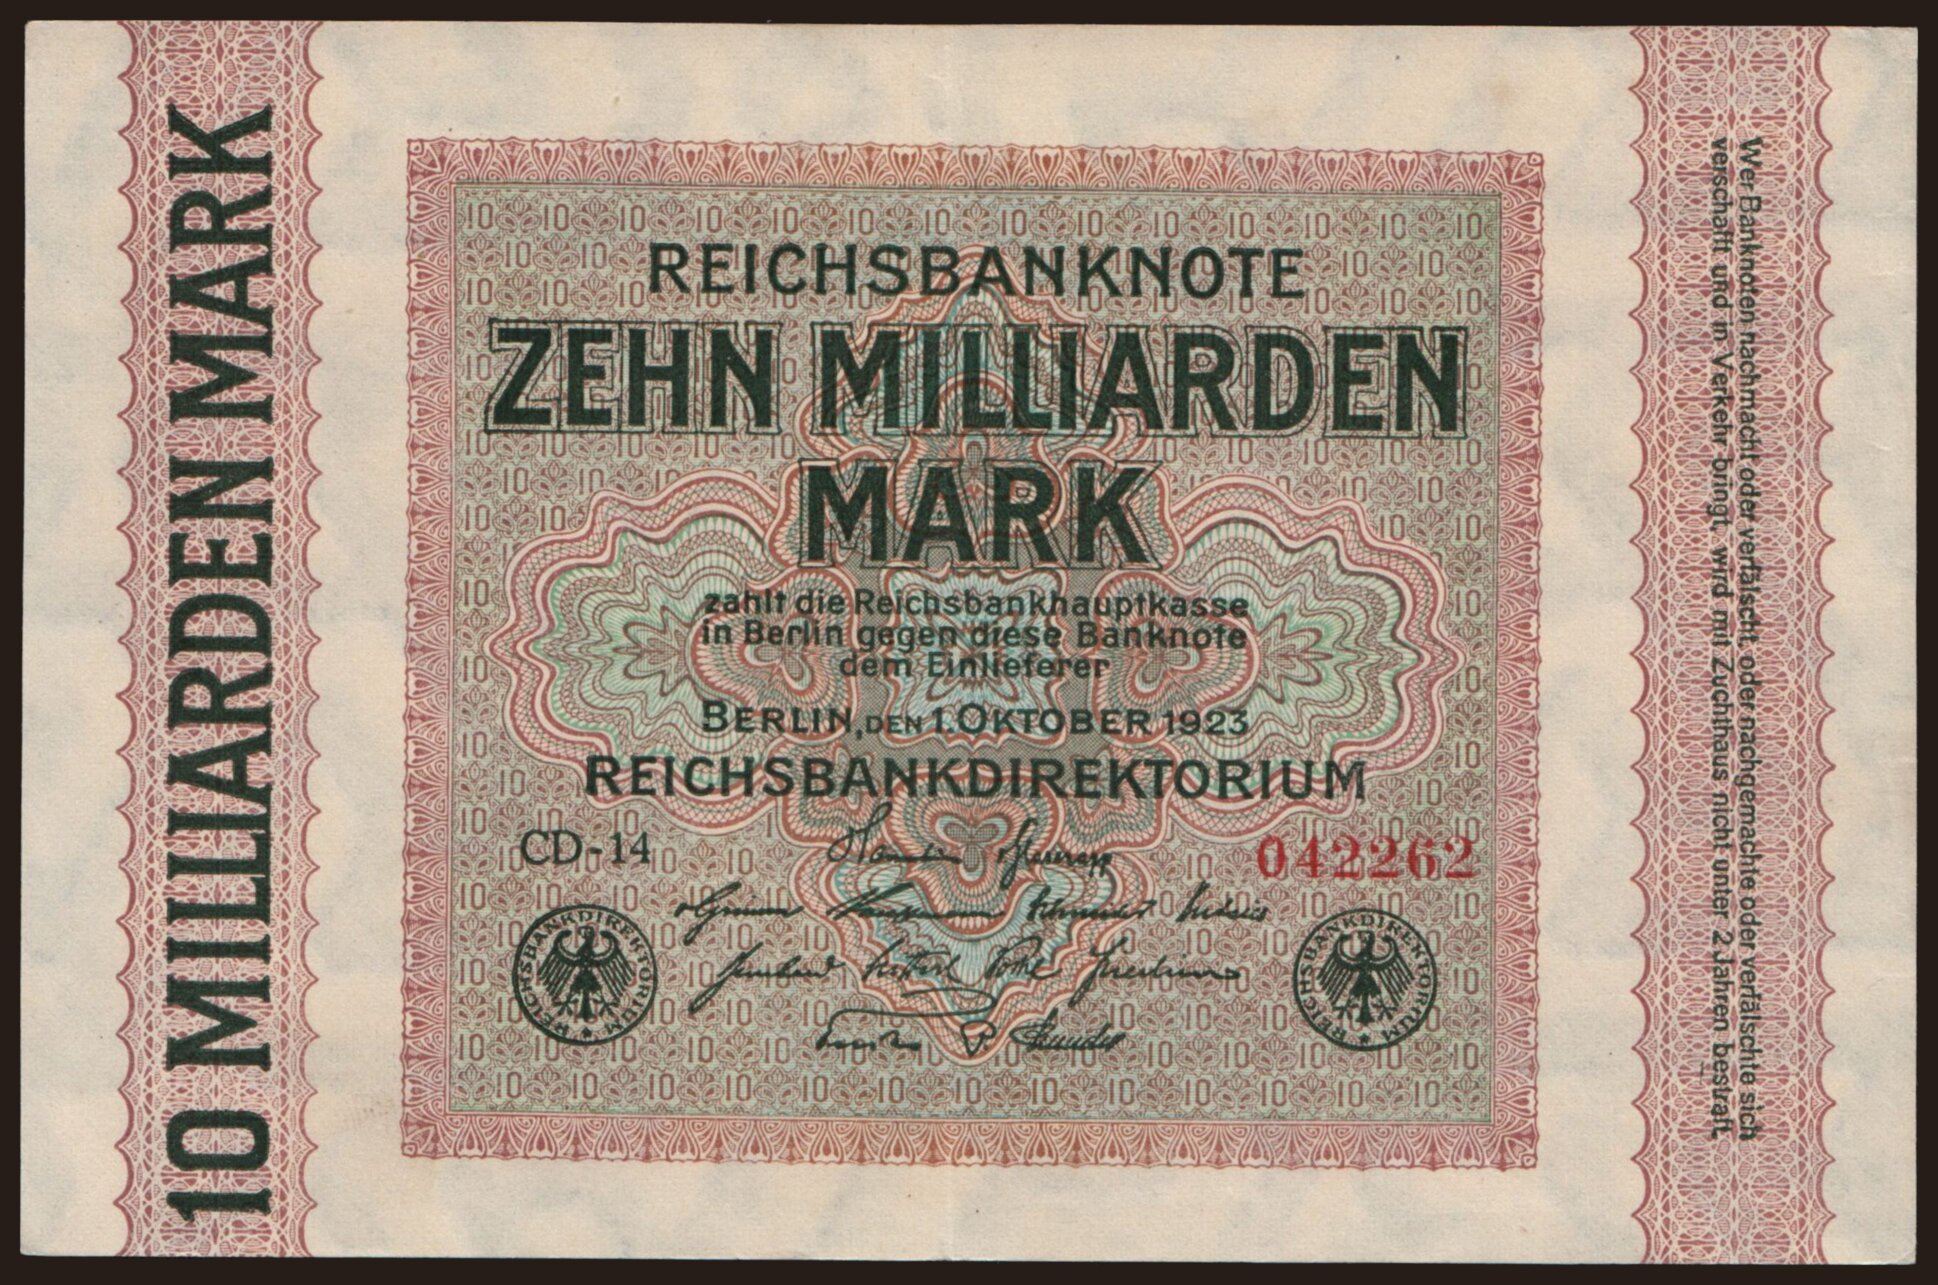 10 MILLIARDEN MARK
REICHSBANKNOTE
ZEHN MILLIARDEN
MARK
zahlt die Reichsbankhauptkasse
in Berlin gegen diese Banknote
dem Einlieferer
BERLIN, DEN 1. OKTOBER 1923
REICHSBANKDIREKTORIUM
CD-14
042262
REICHSBANKDIREKTORIUM
REICHSBANKDIREKTORIUM
Wer Banknoten nachmacht oder verfälscht, oder nachgemachte oder verfälschte sich
verschafft und in Verkehr bringt, wird mit Zuchthaus nicht unter 2 Jahren bestraft.